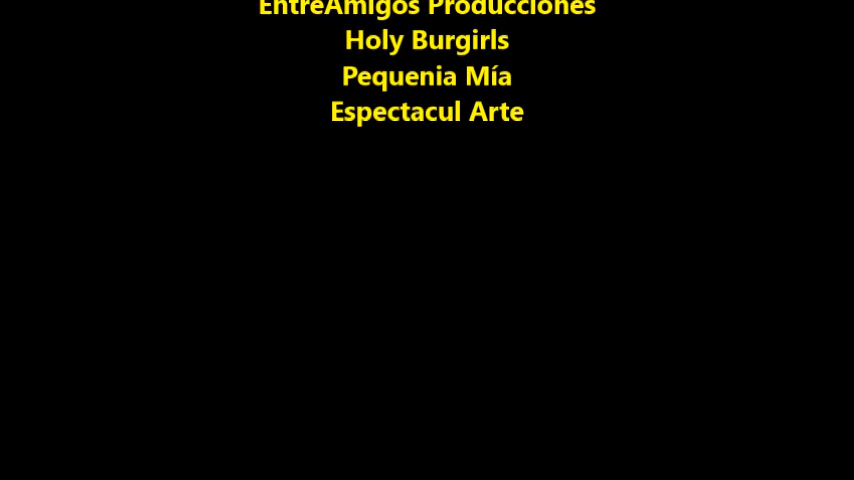 EntreAmigos Producciones
Holy Burgirls
Pequenia Mía
Espectacul Arte